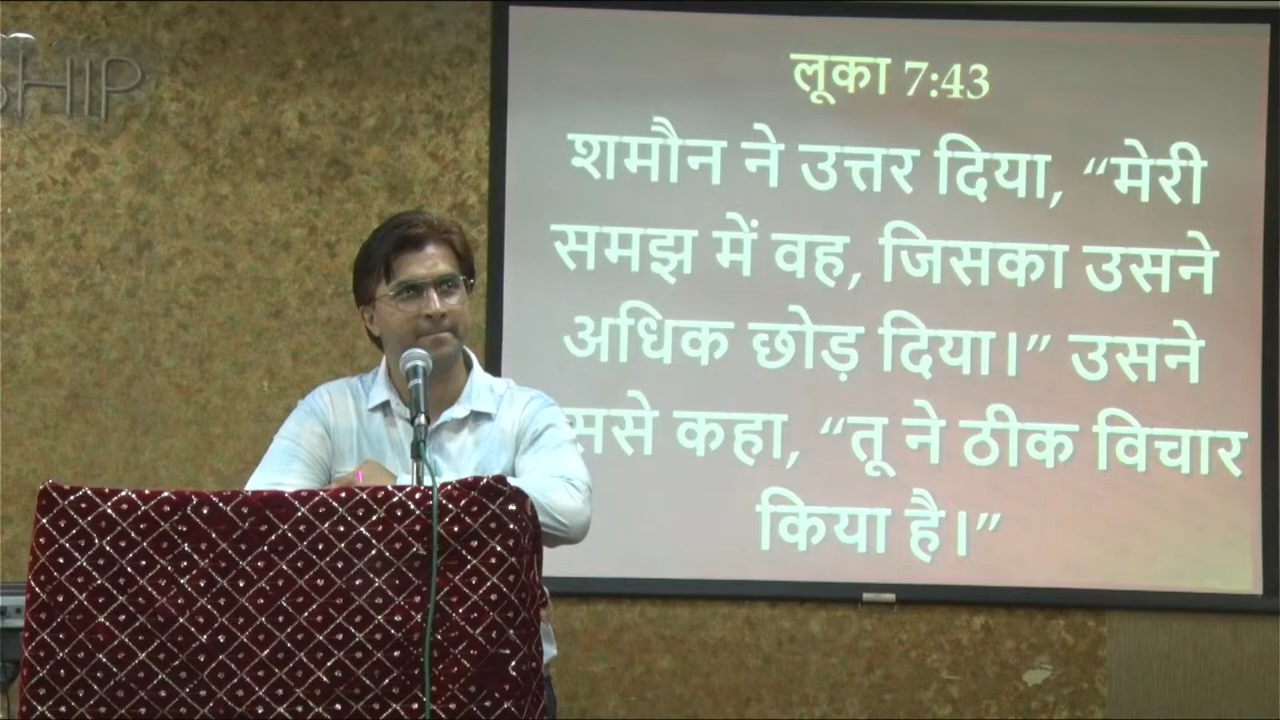 SHIP
लूका 7:43
शमौन ने उत्तर दिया, “मेरी
समझ में वह, जिसका उसने
अधिक छोड़ दिया।” उसने
ससे कहा, “तू ने ठीक विचार
किया है।”